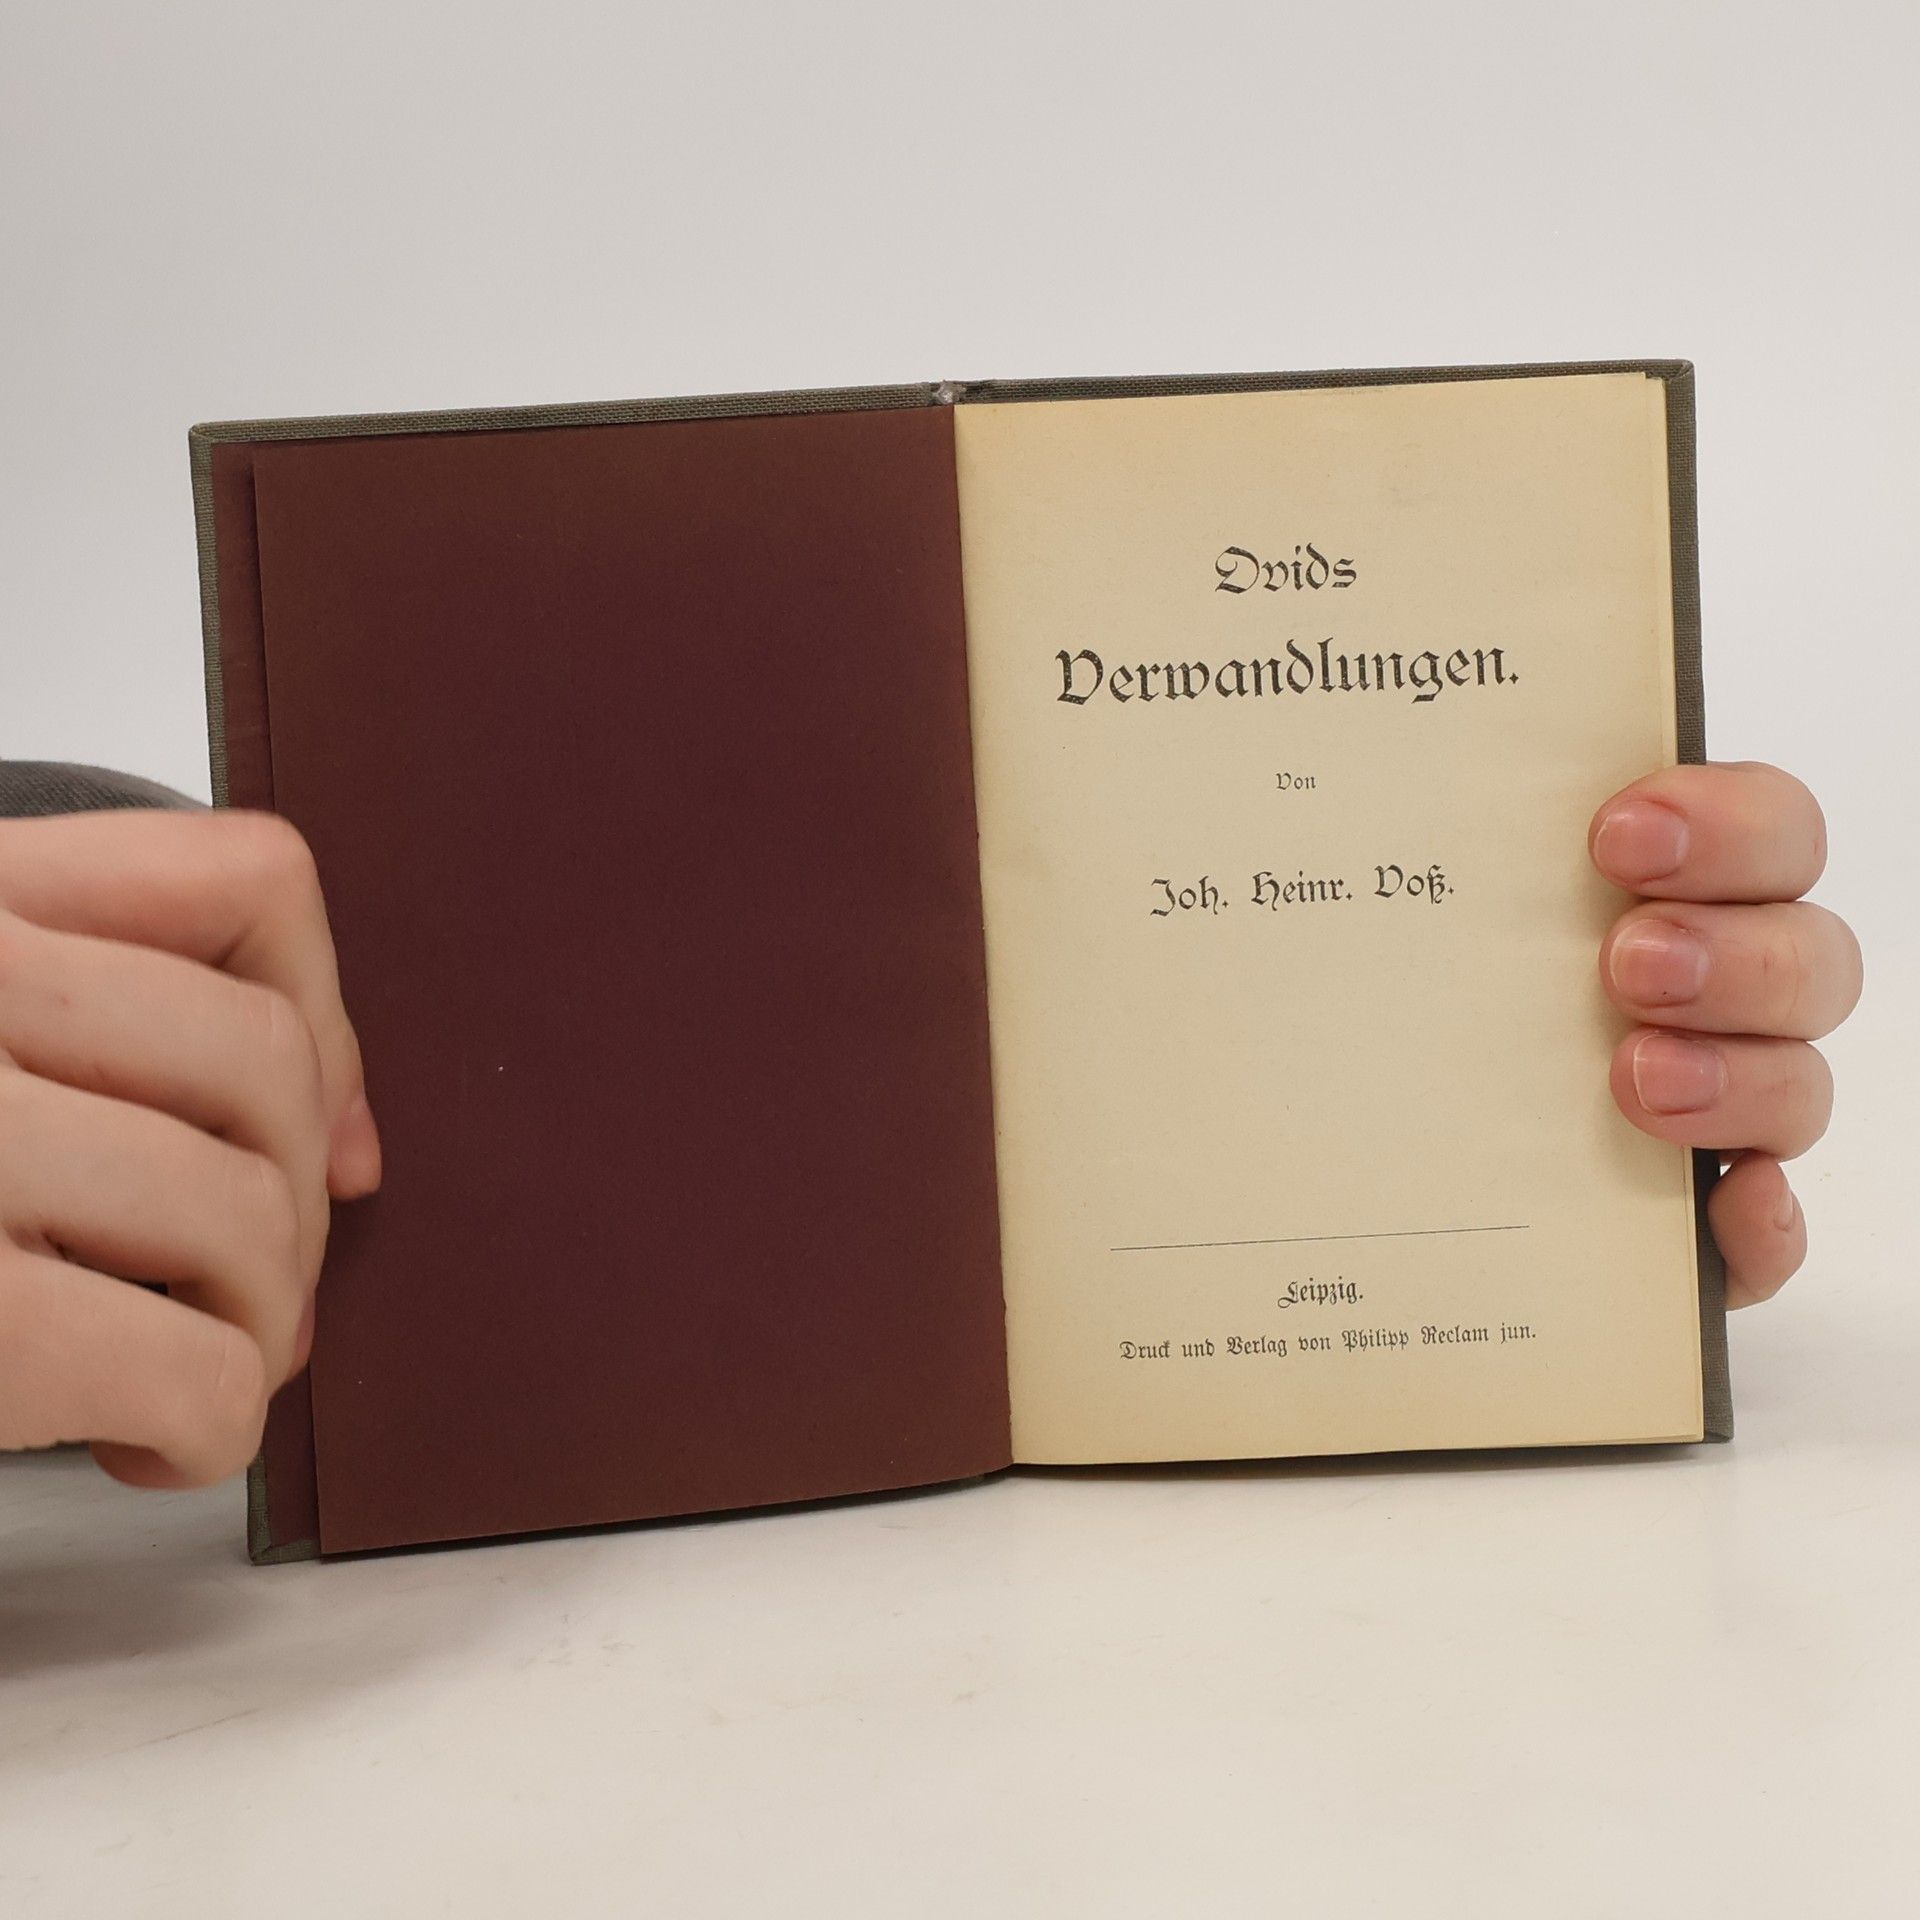 Ovids
Verwandlungen.
Von
Joh. Heinr. Voß.
Leipzig.
Druck und Verlag von Philipp Reclam jun.